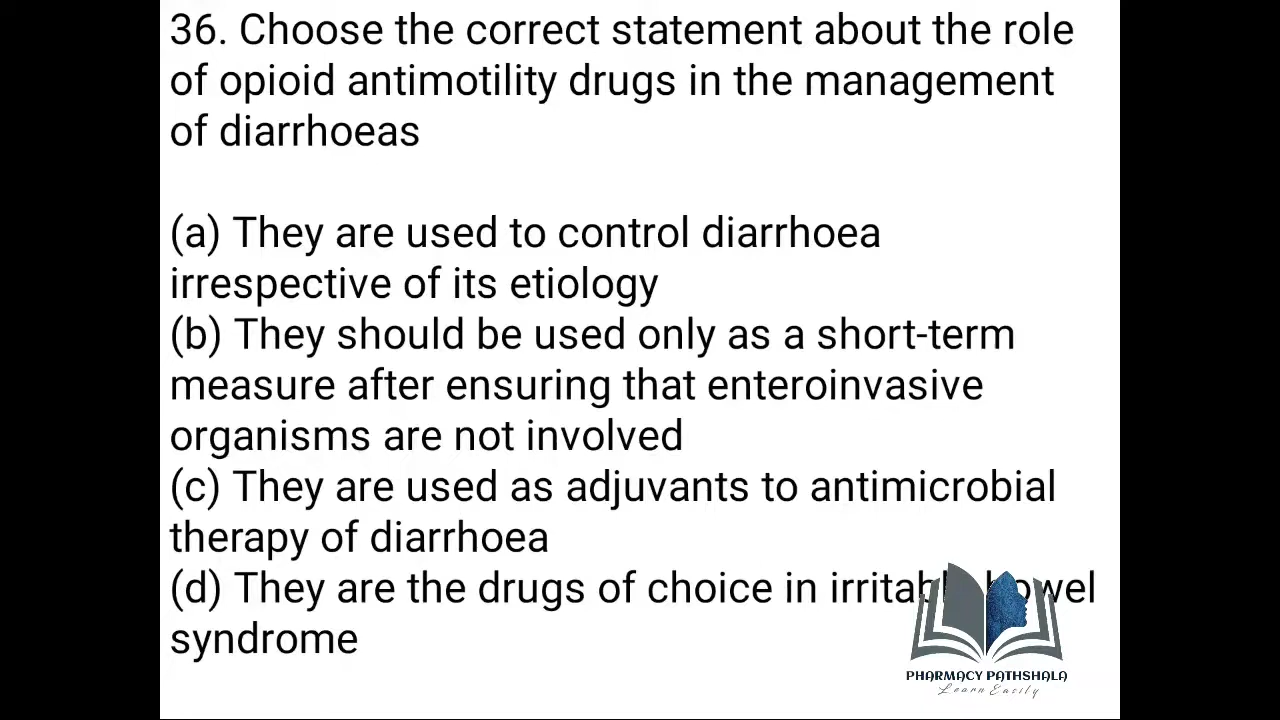 36. Choose the correct statement about the role
of opioid antimotility drugs in the management
of diarrhoeas
(a) They are used to control diarrhoea
irrespective of its etiology
(b) They should be used only as a short-term
measure after ensuring that enteroinvasive
organisms are not involved
(c) They are used as adjuvants to antimicrobial
therapy of diarrhoea
(d) They are the drugs of choice in irritable bowel
syndrome
PHARMACY PATHSHALA
Learn Easily